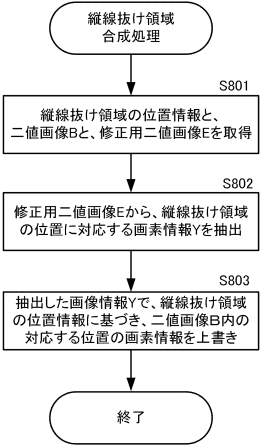 縦線抜け領域
合成処理
S801
縦線抜け領域の位置情報と、
二値画像Bと、修正用二値画像Eを取得
S802
修正用二値画像Eから、縦線抜け領域
の位置に対応する画素情報Yを抽出
S803
抽出した画像情報Yで、縦線抜け領域
の位置情報に基づき、二値画像B内の
対応する位置の画素情報を上書き
終了